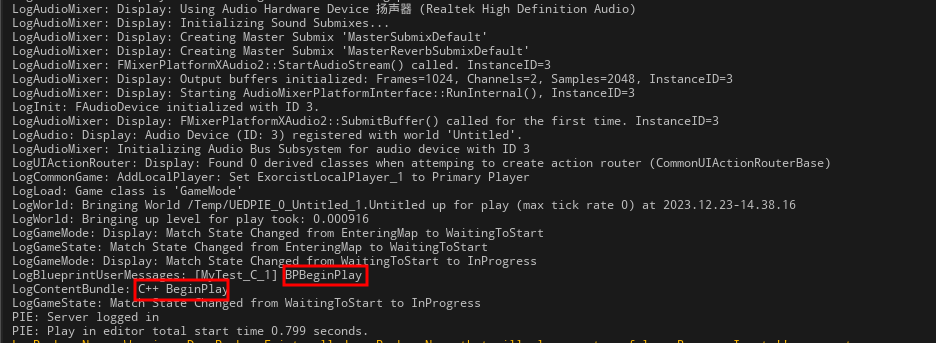 LogAudioMixer: Display: Using Audio Hardware Device 扬声器 (Realtek High Definition Audio)
LogAudioMixer: Display: Initializing Sound Submixes...
LogAudioMixer: Display: Creating Master Submix 'MasterSubmixDefault'
LogAudioMixer: Display: Creating Master Submix 'MasterReverbSubmixDefault'
LogAudioMixer: FMixerPlatformXAudio2::StartAudioStream() called. InstanceID=3
LogAudioMixer: Display: Output buffers initialized: Frames=1024, Channels=2, Samples=2048, InstanceID=3
LogAudioMixer: Display: Starting AudioMixerPlatformInterface::RunInternal(), InstanceID=3
LogInit: FAudioDevice initialized with ID 3.
LogAudioMixer: Display: FMixerPlatformXAudio2::SubmitBuffer() called for the first time. InstanceID=3
LogAudio: Display: Audio Device (ID: 3) registered with world 'Untitled'.
LogAudioMixer: Initializing Audio Bus Subsystem for audio device with ID 3
LogUIActionRouter: Display: Found 0 derived classes when attemping to create action router (CommonUIActionRouterBase)
LogCommonGame: AddLocalPlayer: Set ExorcistLocalPlayer_1 to Primary Player
LogLoad: Game class is 'GameMode'
LogWorld: Bringing World /Temp/UEDPIE_0_Untitled_1.Untitled up for play (max tick rate 0) at 2023.12.23-14.38.16
LogWorld: Bringing up level for play took: 0.000916
LogGameMode: Display: Match State Changed from EnteringMap to WaitingToStart
LogGameState: Match State Changed from EnteringMap to WaitingToStart
LogGameMode: Display: Match State Changed from WaitingToStart to InProgress
LogBlueprintUserMessages: [MyTest_C_1] BPBeginPlay
LogContentBundle: C++ BeginPlay
LogGameState: Match State Changed from WaitingToStart to InProgress
PIE: Server logged in
PIE: Play in editor total start time 0.799 seconds.